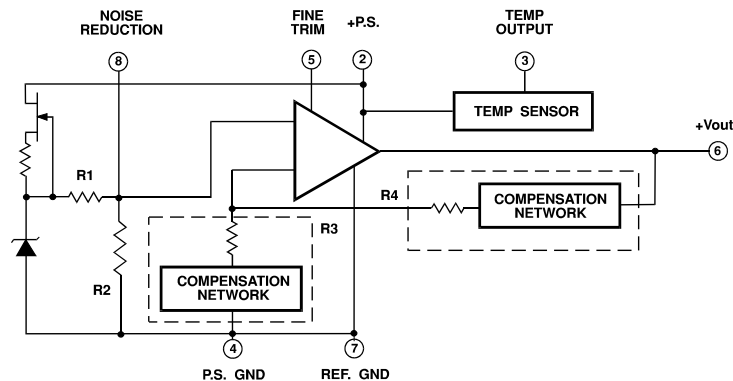 NOISE
REDUCTION
FINE
TRIM
+P.S.
TEMP
OUTPUT
8
5
2
3
TEMP SENSOR
+Vout
6
R1
R4
COMPENSATION
NETWORK
R3
R2
COMPENSATION
NETWORK
4
7
P.S. GND
REF. GND